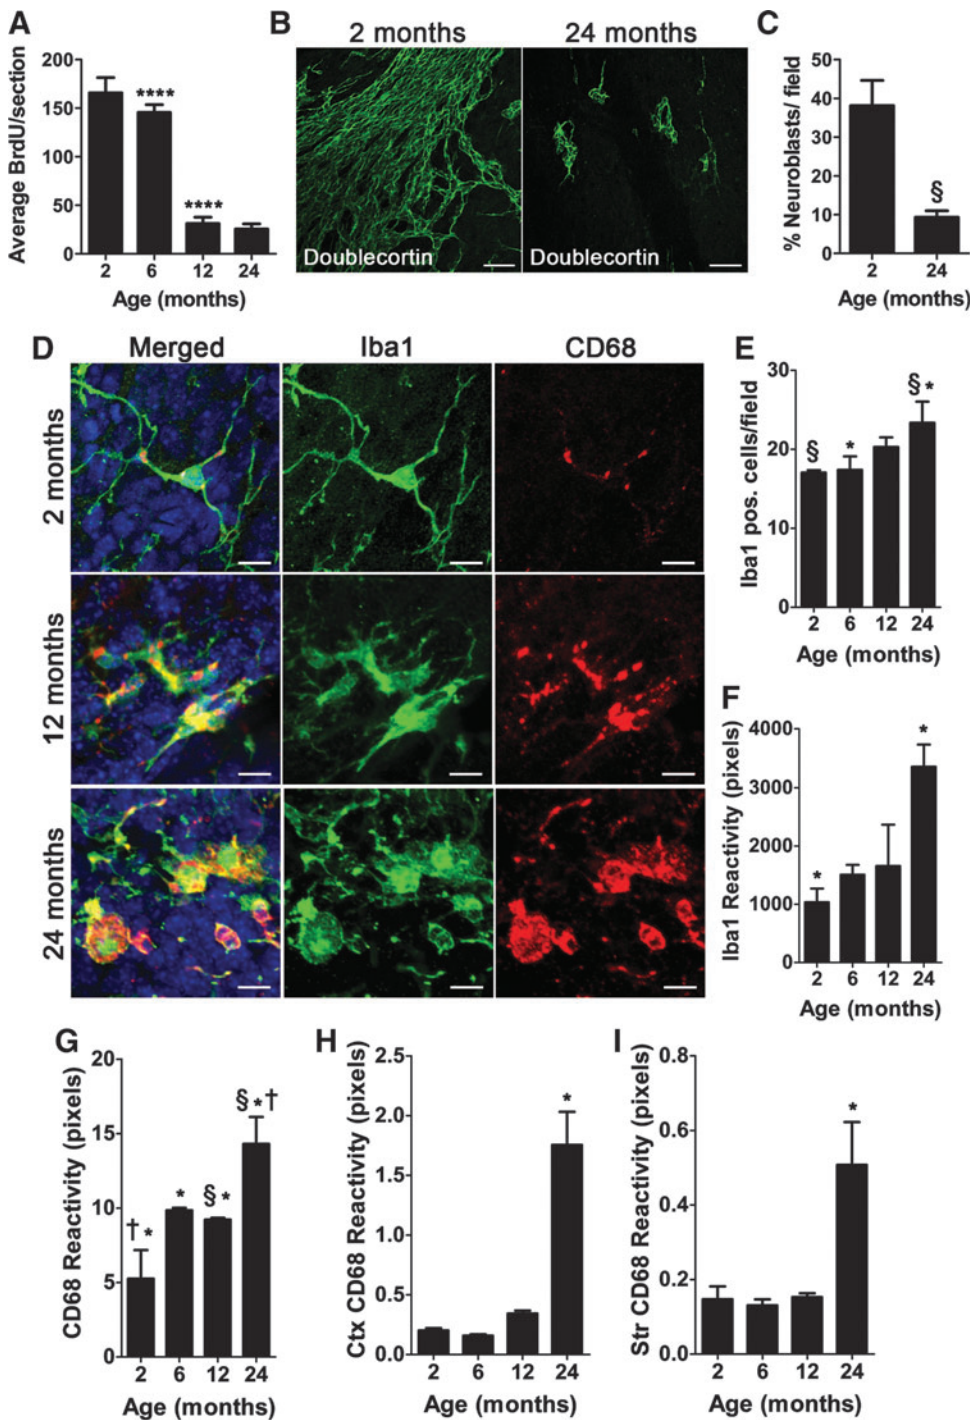 A
Average BrdU/section
200
150
100
50
0
****
****
2 6 12 24
Age (months)
B
2 months 24 months
Doublecortin Doublecortin
C
% Neuroblasts/ field
50
40
30
20
10
0
§
2 24
Age (months)
D
Merged Iba1 CD68
2 months
12 months
24 months
E
Iba1 pos. cells/field
30
20
10
0
§ * § *
2 6 12 24
Age (months)
F
Iba1 Reactivity (pixels)
4000
3000
2000
1000
0
* *
2 6 12 24
Age (months)
G
CD68 Reactivity (pixels)
20
15
10
5
0
† * * § * § * †
2 6 12 24
Age (months)
H
Ctx CD68 Reactivity (pixels)
2.5
2.0
1.5
1.0
0.5
0.0
*
2 6 12 24
Age (months)
I
Str CD68 Reactivity (pixels)
0.8
0.6
0.4
0.2
0.0
*
2 6 12 24
Age (months)